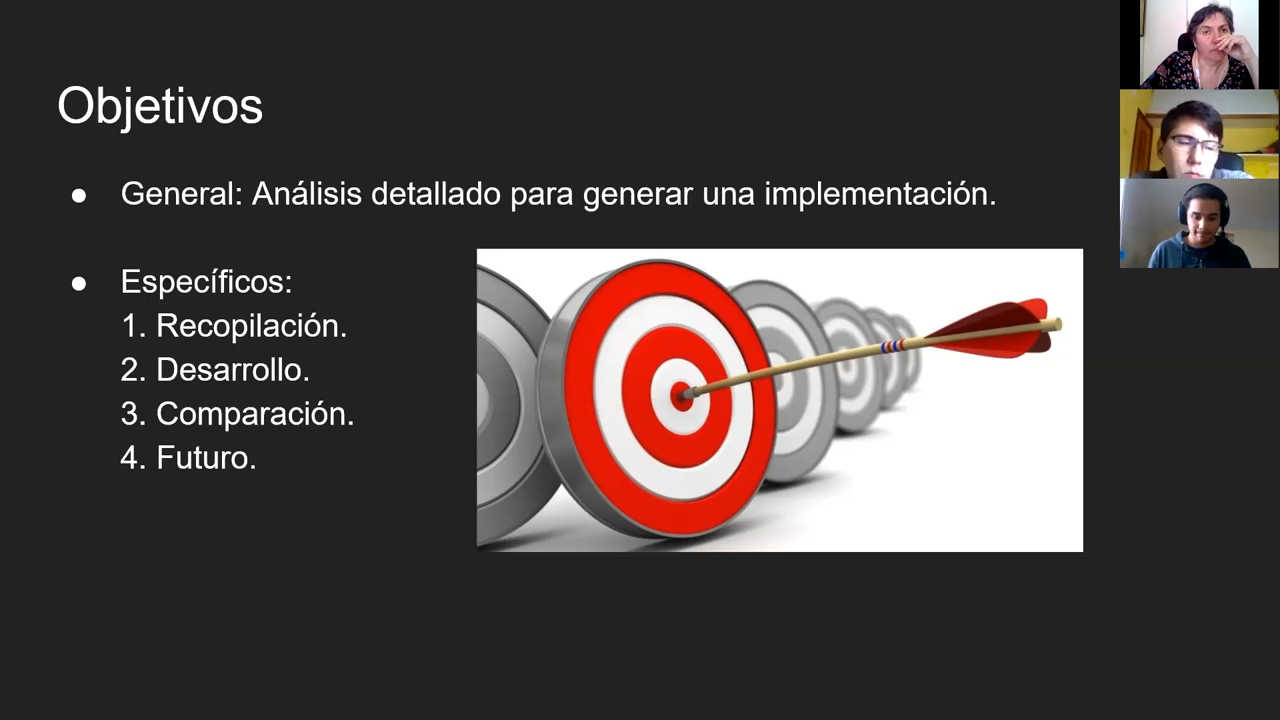 Objetivos
● General: Análisis detallado para generar una implementación.
● Específicos:
1. Recopilación.
2. Desarrollo.
3. Comparación.
4. Futuro.